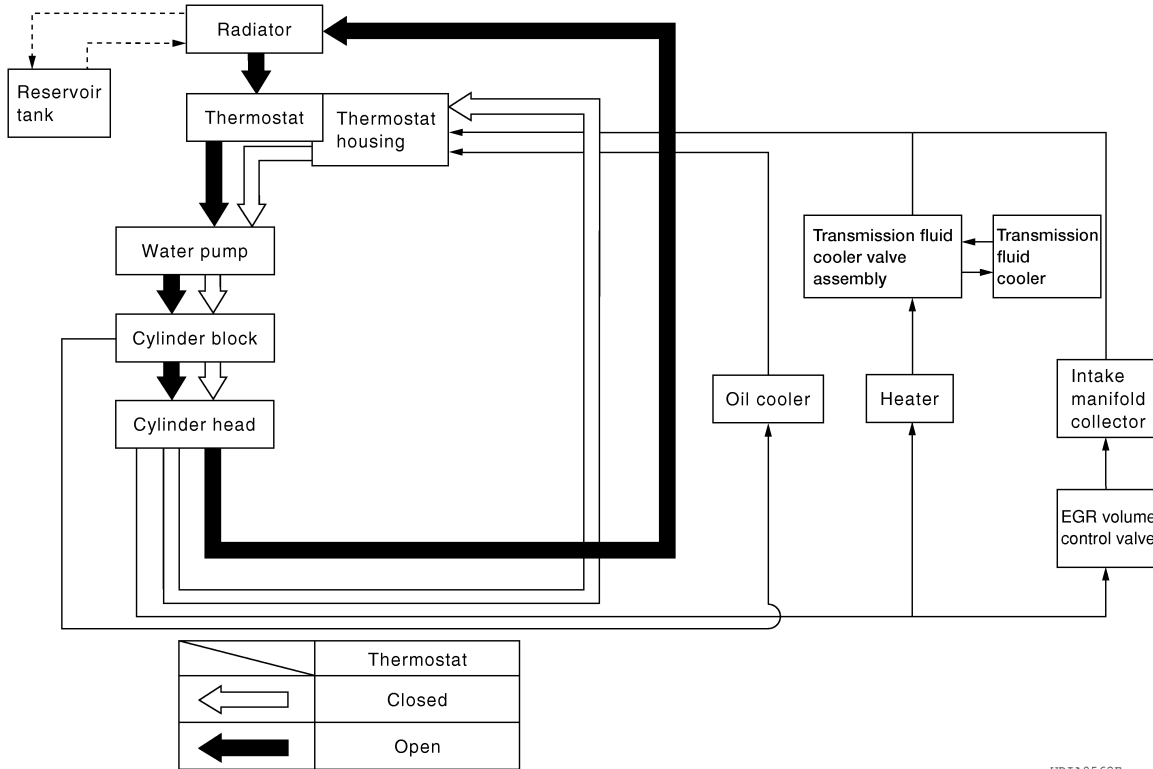 Radiator
Reservoir
tank
Thermostat
Thermostat
housing
Water pump
Transmission fluid
cooler valve
assembly
Transmission
fluid
cooler
Cylinder block
Oil cooler
Heater
Intake
manifold
collector
Cylinder head
EGR volume
control valve
Thermostat
Closed
Open